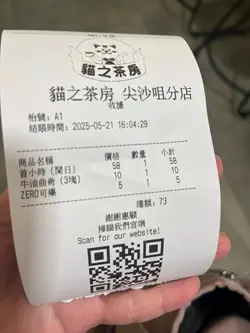 貓之茶房
貓之茶房 尖沙咀分店
收據
枱號: A1
結賬時間: 2025-05-21 16:04:29
商品名稱 價格 數量 小計
首小時(閑日) 58 1 58
牛油曲奇(3塊) 10 1 10
ZERO可樂 5 1 5
總額: 73
謝謝惠顧
掃瞄我們官網
Scan for our website!